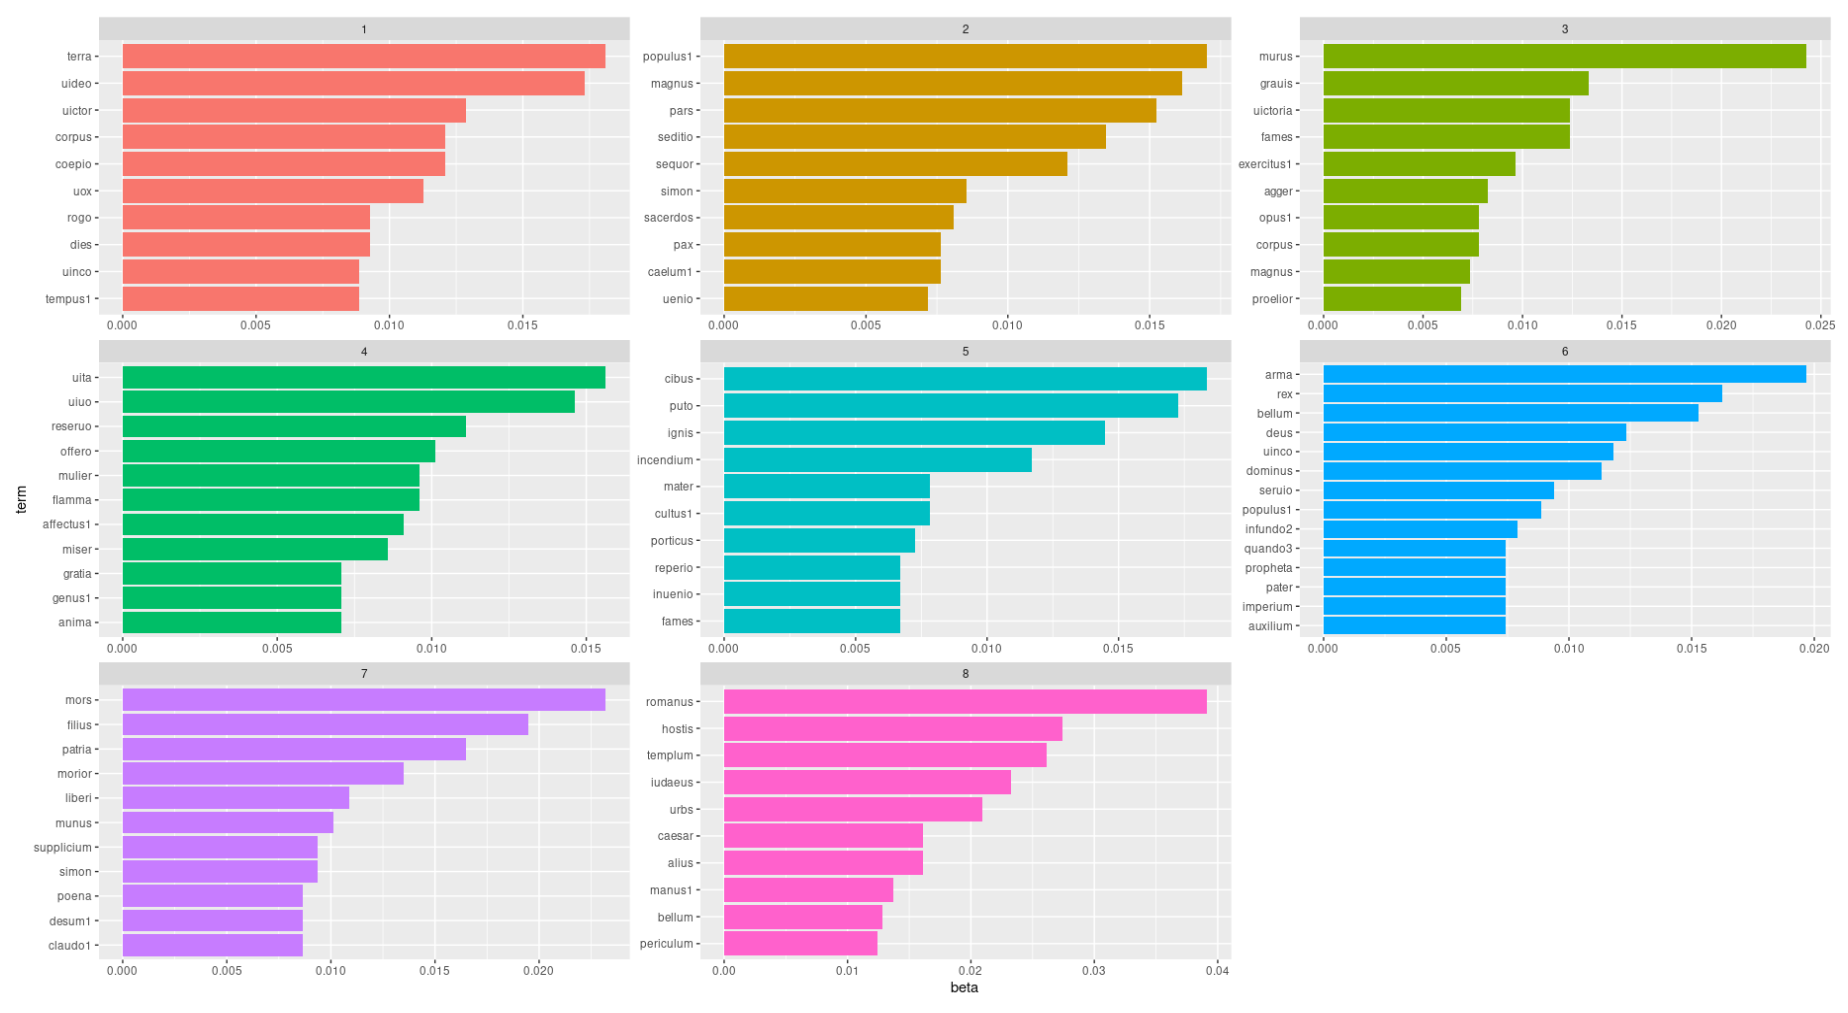 term
1
terra
uideo
uictor
corpus
coepio
uox
rogo
dies
uinco
tempus1
0.000 0.005 0.010 0.015
2
populus1
magnus
pars
seditio
sequor
simon
sacerdos
pax
caelum1
uenio
0.000 0.005 0.010 0.015
3
murus
grauis
uictoria
fames
exercitus1
agger
opus1
corpus
magnus
proelior
0.000 0.005 0.010 0.015 0.020 0.025
4
uita
uiuo
reseruo
offero
mulier
flamma
affectus1
miser
gratia
genus1
anima
0.000 0.005 0.010 0.015
5
cibus
puto
ignis
incendium
mater
cultus1
porticus
reperio
inuenio
fames
0.000 0.005 0.010 0.015
6
arma
rex
bellum
deus
uinco
dominus
seruio
populus1
infundo2
quando3
propheta
pater
imperium
auxilium
0.000 0.005 0.010 0.015 0.020
7
mors
filius
patria
morior
liberi
munus
supplicium
simon
poena
desum1
claudo1
0.000 0.005 0.010 0.015 0.020
8
romanus
hostis
templum
iudaeus
urbs
caesar
alius
manus1
bellum
periculum
0.00 0.01 0.02 0.03 0.04
beta